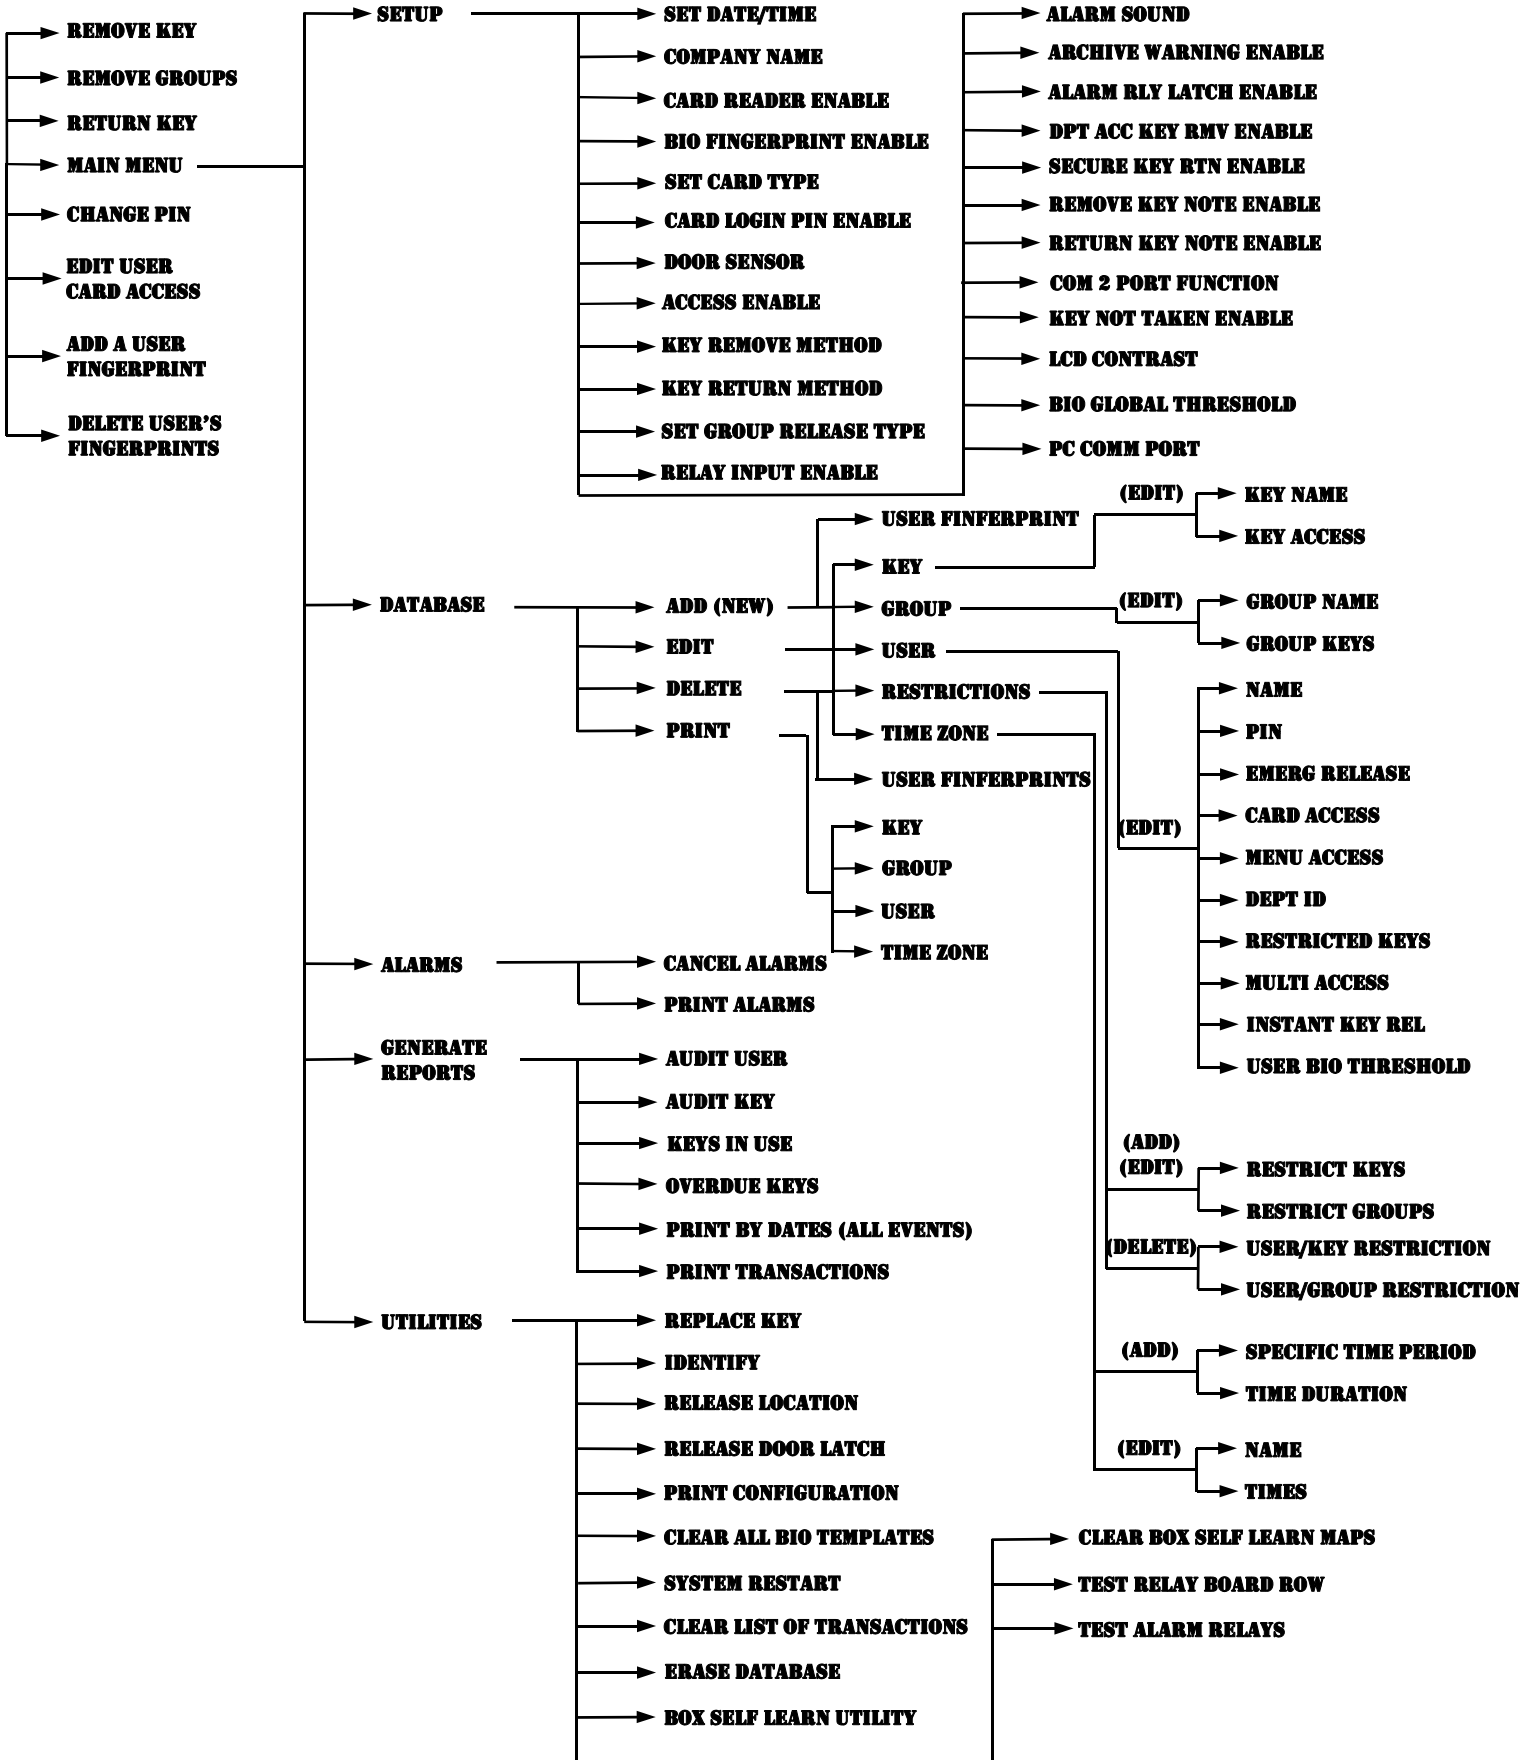 REMOVE KEY
REMOVE GROUPS
RETURN KEY
MAIN MENU
CHANGE PIN
EDIT USER
CARD ACCESS
ADD A USER
FINGERPRINT
DELETE USER'S
FINGERPRINTS
SETUP
SET DATE/TIME
COMPANY NAME
CARD READER ENABLE
BIO FINGERPRINT ENABLE
SET CARD TYPE
CARD LOGIN PIN ENABLE
DOOR SENSOR
ACCESS ENABLE
KEY REMOVE METHOD
KEY RETURN METHOD
SET GROUP RELEASE TYPE
RELAY INPUT ENABLE
ALARM SOUND
ARCHIVE WARNING ENABLE
ALARM RLY LATCH ENABLE
DPT ACC KEY RMV ENABLE
SECURE KEY RTN ENABLE
REMOVE KEY NOTE ENABLE
RETURN KEY NOTE ENABLE
COM 2 PORT FUNCTION
KEY NOT TAKEN ENABLE
LCD CONTRAST
BIO GLOBAL THRESHOLD
PC COMM PORT
DATABASE
ADD (NEW)
EDIT
DELETE
PRINT
USER FINFERPRINT
KEY
GROUP
USER
RESTRICTIONS
TIME ZONE
USER FINFERPRINTS
KEY
GROUP
USER
TIME ZONE
(EDIT)
KEY NAME
KEY ACCESS
(EDIT)
GROUP NAME
GROUP KEYS
(EDIT)
NAME
PIN
EMERG RELEASE
CARD ACCESS
MENU ACCESS
DEPT ID
RESTRICTED KEYS
MULTI ACCESS
INSTANT KEY REL
USER BIO THRESHOLD
(ADD)
(EDIT)
RESTRICT KEYS
RESTRICT GROUPS
(DELETE)
USER/KEY RESTRICTION
USER/GROUP RESTRICTION
(ADD)
SPECIFIC TIME PERIOD
TIME DURATION
(EDIT)
NAME
TIMES
ALARMS
CANCEL ALARMS
PRINT ALARMS
GENERATE
REPORTS
AUDIT USER
AUDIT KEY
KEYS IN USE
OVERDUE KEYS
PRINT BY DATES (ALL EVENTS)
PRINT TRANSACTIONS
UTILITIES
REPLACE KEY
IDENTIFY
RELEASE LOCATION
RELEASE DOOR LATCH
PRINT CONFIGURATION
CLEAR ALL BIO TEMPLATES
SYSTEM RESTART
CLEAR LIST OF TRANSACTIONS
ERASE DATABASE
BOX SELF LEARN UTILITY
CLEAR BOX SELF LEARN MAPS
TEST RELAY BOARD ROW
TEST ALARM RELAYS